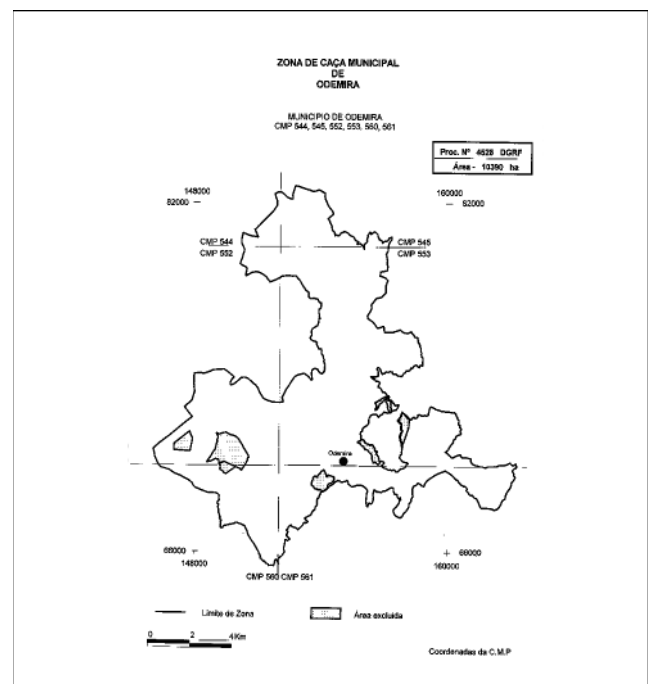 ZONA DE CAÇA MUNICIPAL
DE
ODEMIRA
MUNICIPIO DE ODEMIRA
CMP 544, 545, 552, 553, 560, 561
Proc. Nº 4628 DGRF
Área - 10390 ha
148000
82000
160000
82000
CMP 544
CMP 552
CMP 545
CMP 553
Odemira
66000
148000
66000
160000
CMP 560 CMP 561
Limite de Zona
Área excluida
0 2 4Km
Coordenadas da C.M.P